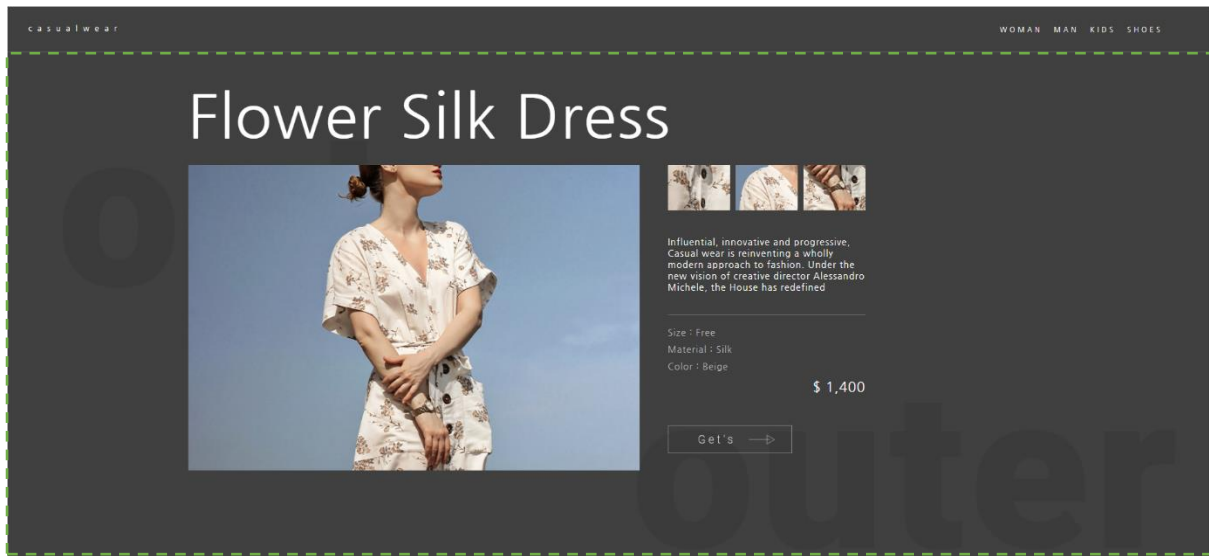 casualwear
WOMAN MAN KIDS SHOES
Flower Silk Dress
Influential, innovative and progressive,
Casual wear is reinventing a wholly
modern approach to fashion. Under the
new vision of creative director Alessandro
Michele, the House has redefined
Size : Free
Material : Silk
Color : Beige
$ 1,400
Get's
outer